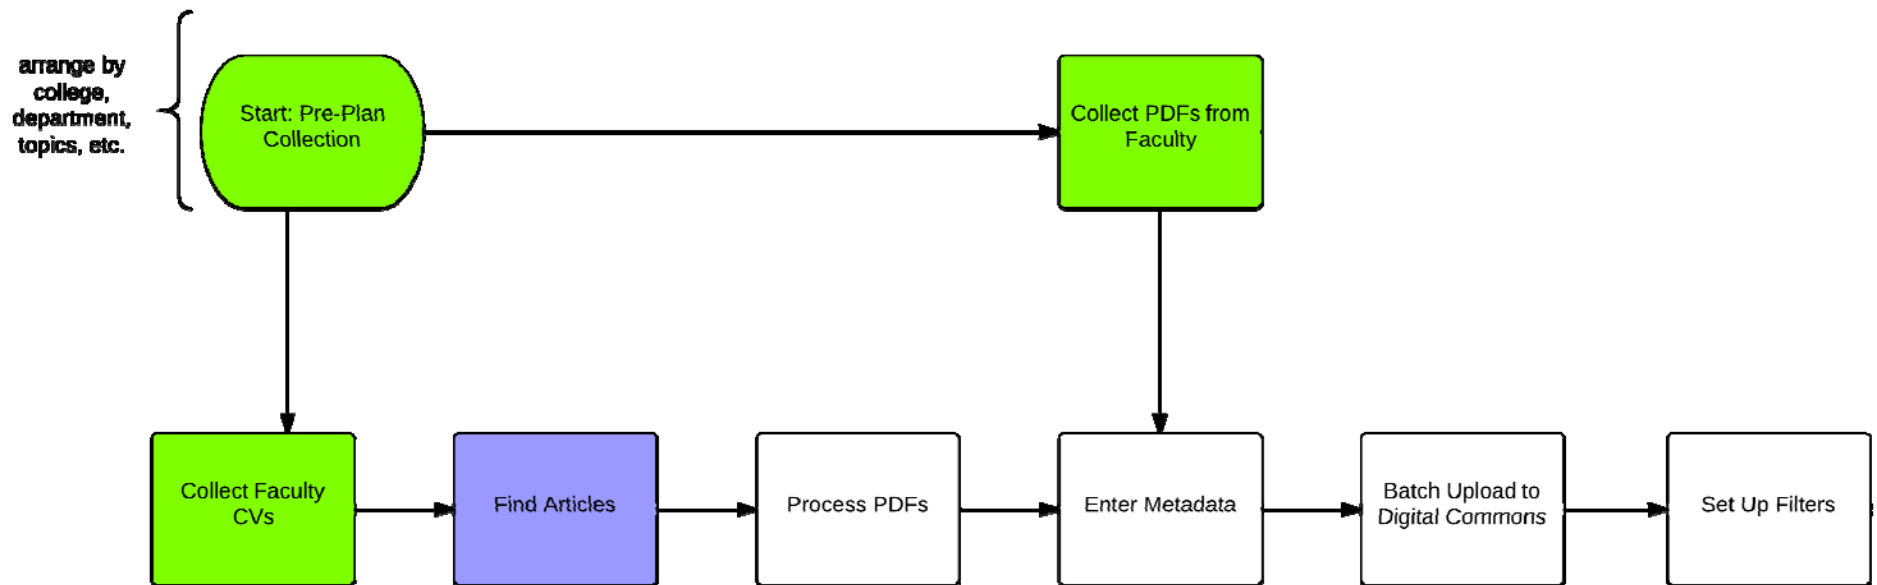 arrange by
college,
department,
topics, etc.
Start: Pre-Plan
Collection
Collect PDFs from
Faculty
Collect Faculty
CVs
Find Articles
Process PDFs
Enter Metadata
Batch Upload to
Digital Commons
Set Up Filters